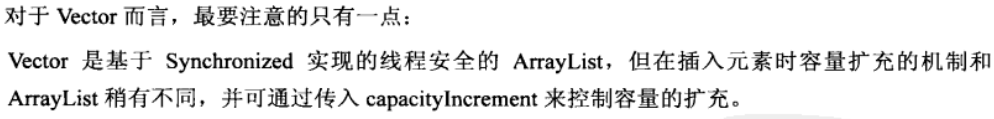 对于 Vector 而言，最要注意的只有一点：
Vector 是基于 Synchronized 实现的线程安全的 ArrayList，但在插入元素时容量扩充的机制和
ArrayList 稍有不同，并可通过传入 capacityIncrement 来控制容量的扩充。